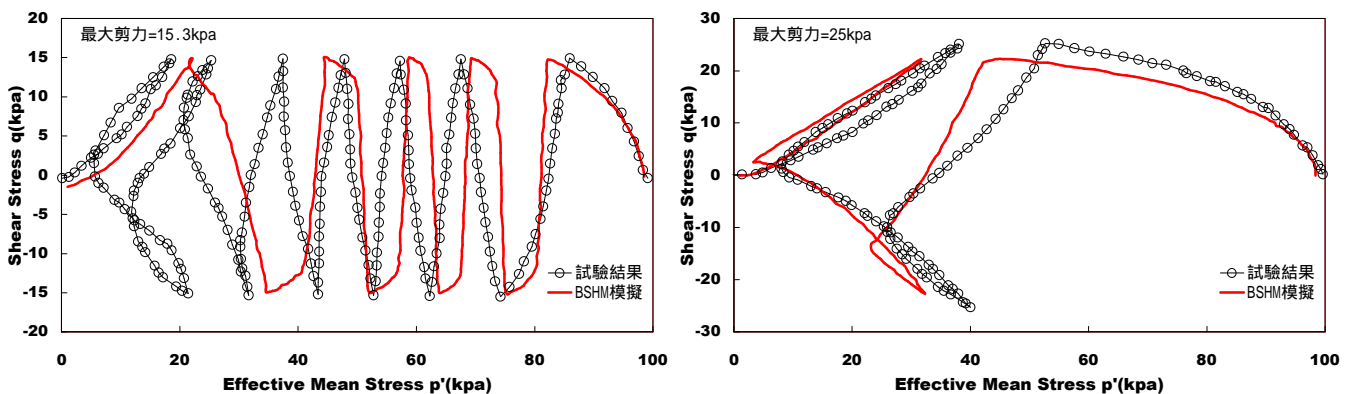 最大剪力=15.3kpa
20
15
10
5
0
-5
-10
-15
-20
Shear Stress q(kpa)
試驗結果
BSHM模擬
0
20
40
60
80
100
Effective Mean Stress p'(kpa)
最大剪力=25kpa
30
20
10
0
-10
-20
-30
Shear Stress q(kpa)
試驗結果
BSHM模擬
0
20
40
60
80
100
Effective Mean Stress p'(kpa)